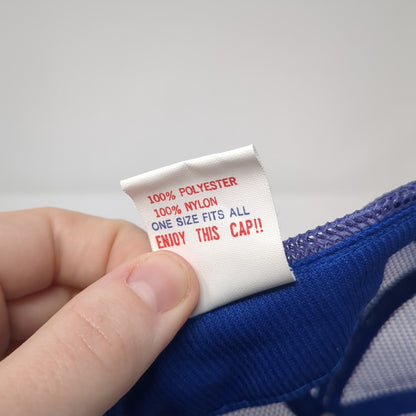 100% POLYESTER
100% NYLON
ONE SIZE FITS ALL
ENJOY THIS CAP!!